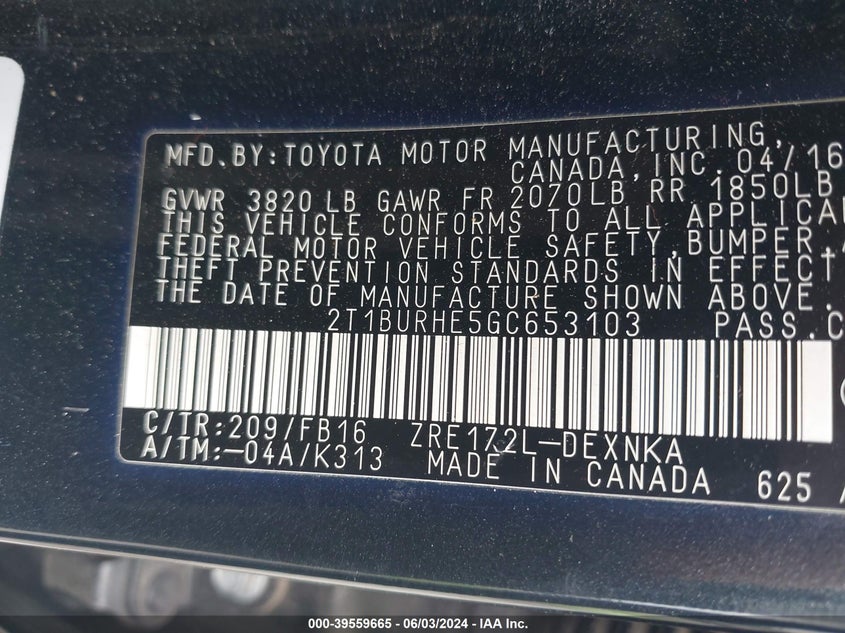 MFD.BY:TOYOTA MOTOR MANUFACTURING,
CANADA,INC. 04/16
GVWR 3820 LB GAWR FR 2070LB RR 1850LB
THIS VEHICLE CONFORMS TO ALL
FEDERAL MOTOR VEHICLE SAFETY,BUMPER,
THEFT PREVENTION STANDARDS IN EFFECT
THE DATE OF MANUFACTURE SHOWN ABOVE.
2T1BURHE5GC653103 PASS.C
C/TR:209/FB16 ZRE172L-DEXNKA
A/TM:-04A/K313 MADE IN CANADA 625
000-39559665 - 06/03/2024 - IAA Inc.